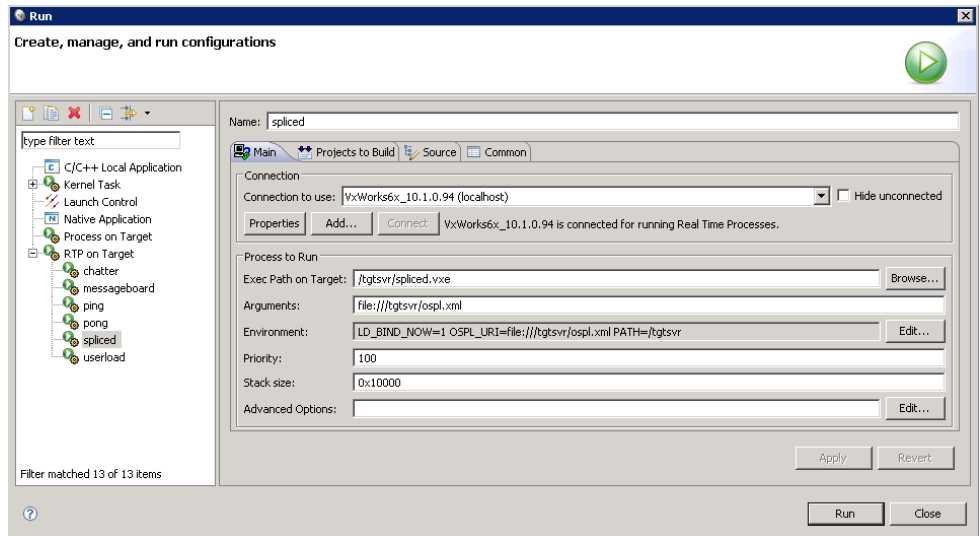 Run
Create, manage, and run configurations
type filter text
C/C++ Local Application
Kernel Task
Launch Control
Native Application
Process on Target
RTP on Target
chatter
messageboard
ping
pong
spliced
userload
Filter matched 13 of 13 items
Name: spliced
Main Projects to Build Source Common
Connection
Connection to use: VxWorks6x_10.1.0.94 (localhost) Hide unconnected
Properties Add... Connect VxWorks6x_10.1.0.94 is connected for running Real Time Processes.
Process to Run
Exec Path on Target: /tgtsvr/spliced.vxe Browse...
Arguments: file:///tgtsvr/ospl.xml
Environment: LD_BIND_NOW=1 OSPL_URI=file:///tgtsvr/ospl.xml PATH=/tgtsvr Edit...
Priority: 100
Stack size: 0x10000
Advanced Options: Edit...
Apply Revert
Run Close